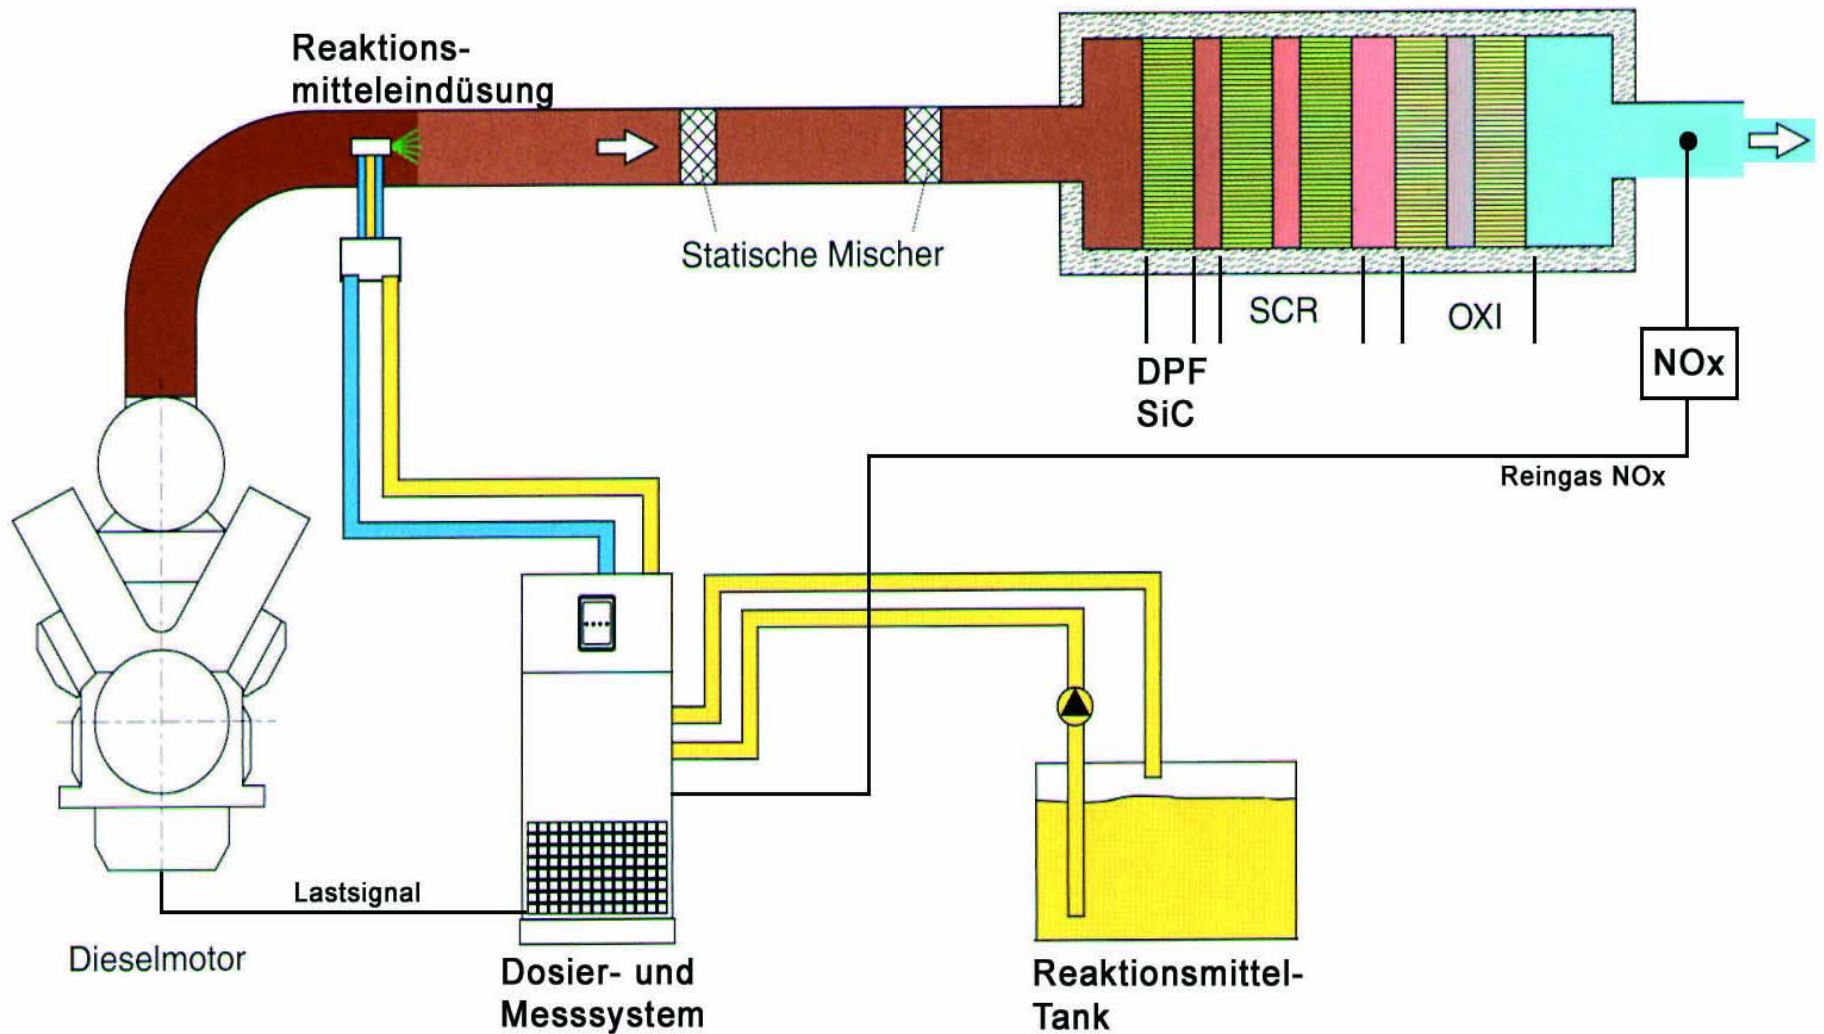 Reaktions-
mitteleindüsung
Statische Mischer
SCR
OXI
DPF
SiC
NOx
Reingas NOx
Lastsignal
Dieselmotor
Dosier- und
Messsystem
Reaktionsmittel-
Tank